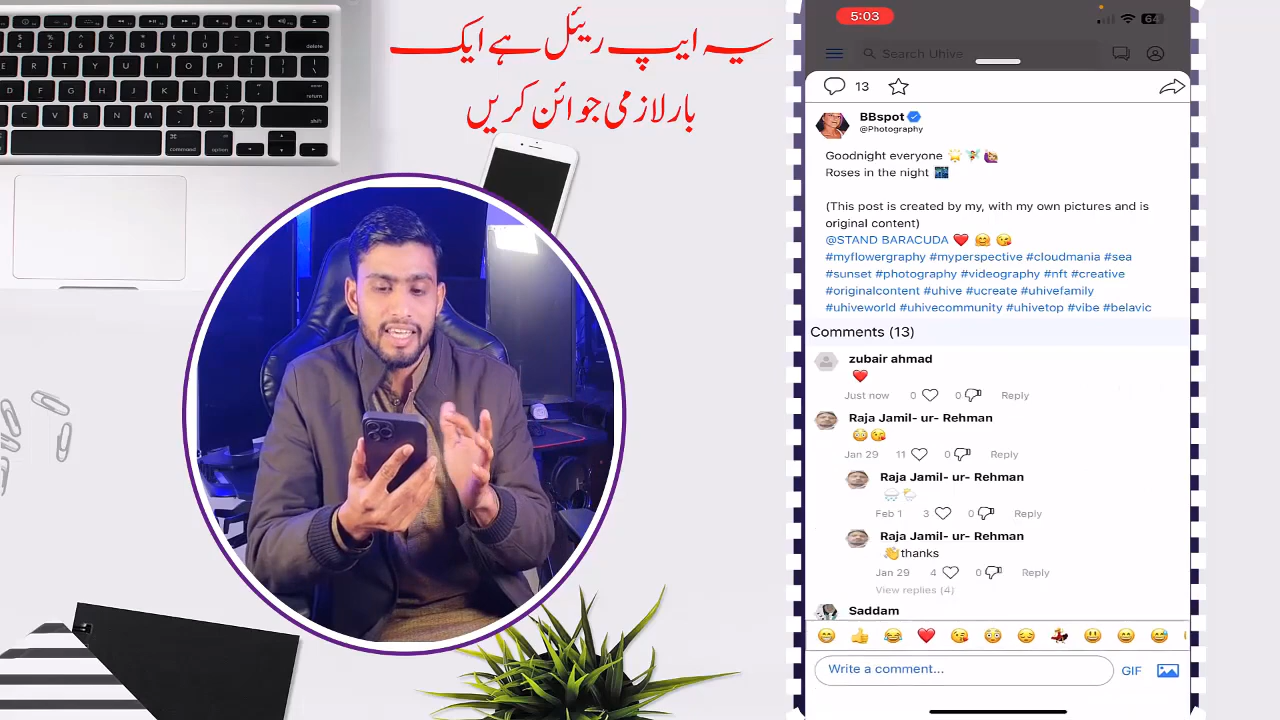 یہ ایپ رئیل ہے ایک
بار لازمی جوائن کریں
5:03
64
Search Uhive
13
BBspot
@Photography
Goodnight everyone 🌟🧚🙋
Roses in the night 🌃
(This post is created by my, with my own pictures and is
original content)
@STAND BARACUDA ❤️ 🤗 😘
#myflowergraphy #myperspective #cloudmania #sea
#sunset #photography #videography #nft #creative
#originalcontent #uhive #ucreate #uhivefamily
#uhiveworld #uhivecommunity #uhivetop #vibe #belavic
Comments (13)
zubair ahmad
❤️
Just now 0 0 Reply
Raja Jamil- ur- Rehman
😳😘
Jan 29 11 0 Reply
Raja Jamil- ur- Rehman
Feb 1 3 0 Reply
Raja Jamil- ur- Rehman
👋thanks
Jan 29 4 0 Reply
View replies (4)
Saddam
Write a comment...
GIF